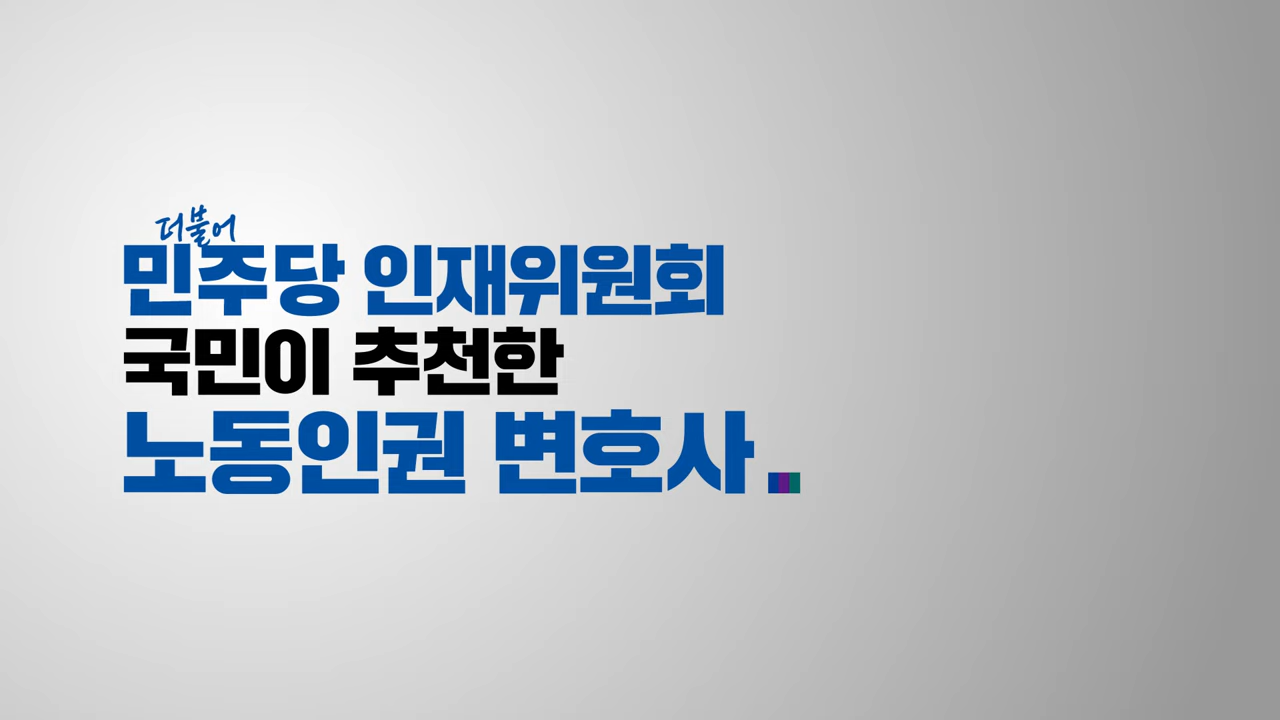 더불어
민주당 인재위원회
국민이 추천한
노동인권 변호사